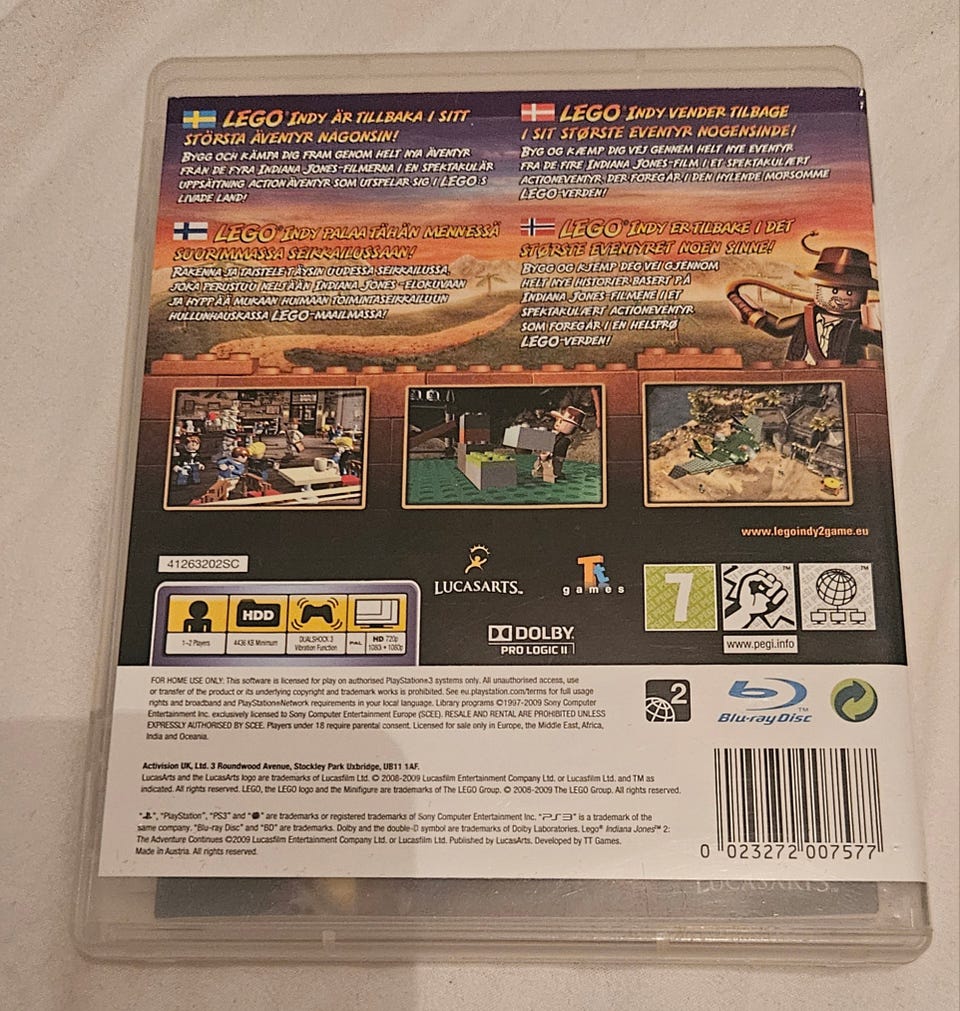 LEGO® INDY ÄR TILLBAKA I SITT
STÖRSTA ÄVENTYR NÅGONSIN!
BYGG OCH KÄMPA DIG FRAM GENOM HELT NYA ÄVENTYR
FRÅN DE FYRA INDIANA JONES-FILMERNA I EN SPEKTAKULÄR
UPPSÄTTNING ACTIONÄVENTYR SOM UTSPELAR SIG I LEGO:S
LIVADE LAND!
LEGO® INDY VENDER TILBAGE
I SIT STØRSTE EVENTYR NOGENSINDE!
BYG OG KÆMP DIG VEJ GENNEM HELT NYE EVENTYR
FRA DE FIRE INDIANA JONES-FILM I ET SPEKTAKULÆRT
ACTIONEVENTYR, DER FOREGÅR I DEN HYLENDE MORSOMME
LEGO-VERDEN!
LEGO® INDY PALAA TÄHÄN MENNESSÄ
SUURIMMASSA SEIKKAILUSSAAN!
RAKENNA JA TAISTELE TÄYSIN UUDESSA SEIKKAILUSSA,
JOKA PERUSTUU NELJÄÄN INDIANA JONES -ELOKUVAAN
JA HYPPÄÄ MUKAAN HUIMAAN TOIMINTASEIKKAILUUN
HULLUNHAUSKASSA LEGO-MAAILMASSA!
LEGO® INDY ER TILBAKE I DET
STØRSTE EVENTYRET NOEN SINNE!
BYGG OG KJEMP DEG VEI GJENNOM
HELT NYE HISTORIER BASERT PÅ
INDIANA JONES-FILMENE I ET
SPEKTAKULÆRT ACTIONEVENTYR
SOM FOREGÅR I EN HELSPRØ
LEGO-VERDEN!
www.legoindy2game.eu
41263202SC
LUCASARTS™
Tt games
7
www.pegi.info
HDD
1-2 Players
4436 KB Minimum
DUALSHOCK 3
Vibration Function
PAL
HD 720p
1080i • 1080p
DOLBY
PRO LOGIC II
FOR HOME USE ONLY: This software is licensed for play on authorised PlayStation®3 systems only. All unauthorised access, use
or transfer of the product or its underlying copyright and trademark works is prohibited. See eu.playstation.com/terms for full usage
rights and broadband and PlayStation®Network requirements in your local language. Library programs ©1997-2009 Sony Computer
Entertainment Inc. exclusively licensed to Sony Computer Entertainment Europe (SCEE). RESALE AND RENTAL ARE PROHIBITED UNLESS
EXPRESSLY AUTHORISED BY SCEE. Players under 18 require parental consent. Licensed for sale only in Europe, the Middle East, Africa,
India and Oceania.
2
Blu-ray Disc™
Activision UK, Ltd. 3 Roundwood Avenue, Stockley Park Uxbridge, UB11 1AF.
LucasArts and the LucasArts logo are trademarks of Lucasfilm Ltd. © 2008-2009 Lucasfilm Entertainment Company Ltd. or Lucasfilm Ltd. and TM as
indicated. All rights reserved. LEGO, the LEGO logo and the Minifigure are trademarks of The LEGO Group. © 2008-2009 The LEGO Group. All rights reserved.
" ", "PlayStation", "PS3" and " " are trademarks or registered trademarks of Sony Computer Entertainment Inc. "PS3" is a trademark of the
same company. "Blu-ray Disc" and "BD" are trademarks. Dolby and the double-D symbol are trademarks of Dolby Laboratories. Lego® Indiana Jones™ 2:
The Adventure Continues ©2009 Lucasfilm Entertainment Company Ltd. or Lucasfilm Ltd. Published by LucasArts. Developed by TT Games.
Made in Austria. All rights reserved.
0 023272 007577
LUCASARTS™